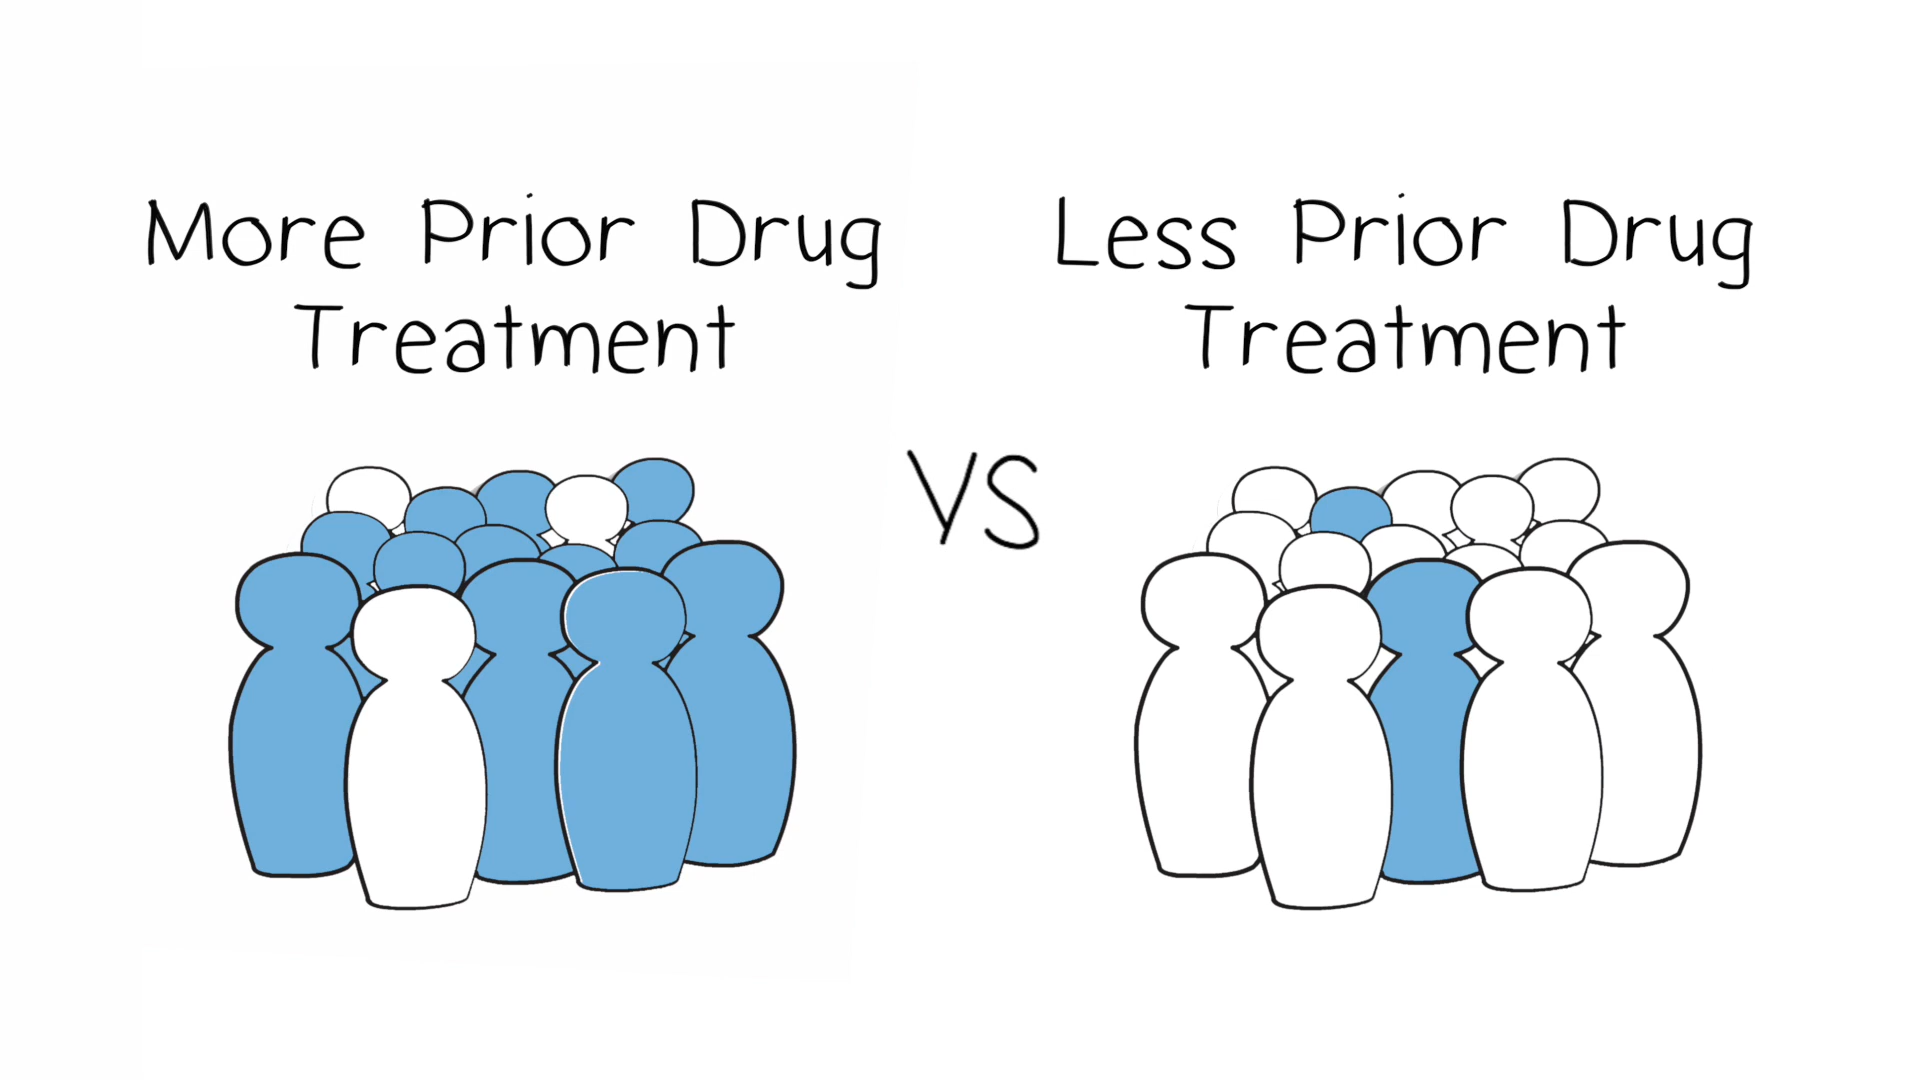 More Prior Drug
Treatment
VS
Less Prior Drug
Treatment